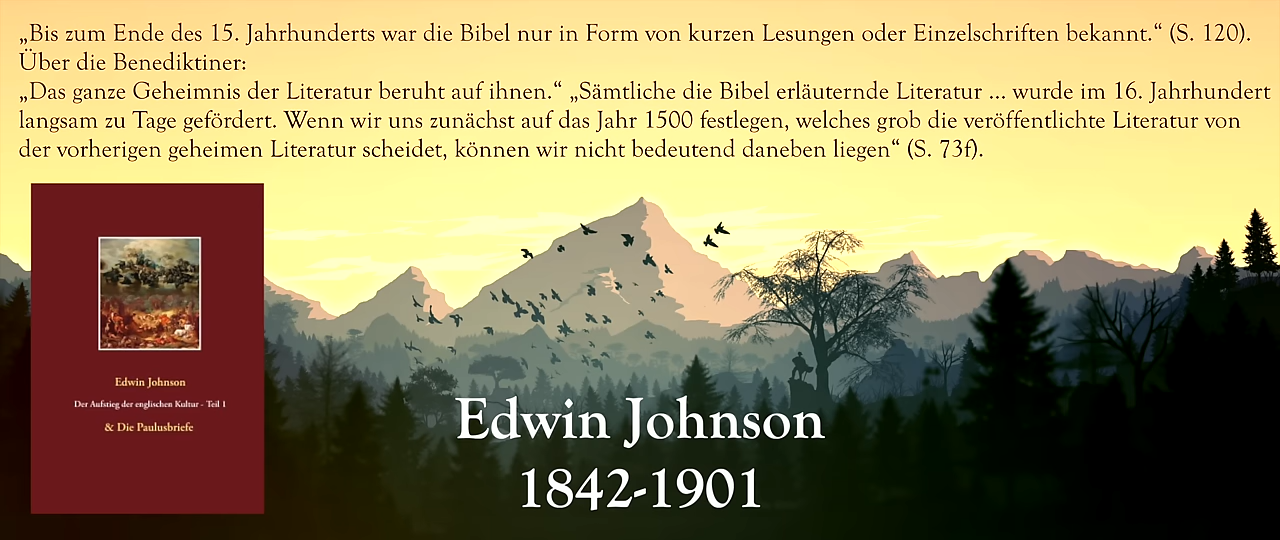 „Bis zum Ende des 15. Jahrhunderts war die Bibel nur in Form von kurzen Lesungen oder Einzelschriften bekannt.“ (S. 120).
Über die Benediktiner:
„Das ganze Geheimnis der Literatur beruht auf ihnen.“ „Sämtliche die Bibel erläuternde Literatur ... wurde im 16. Jahrhundert
langsam zu Tage gefördert. Wenn wir uns zunächst auf das Jahr 1500 festlegen, welches grob die veröffentlichte Literatur von
der vorherigen geheimen Literatur scheidet, können wir nicht bedeutend daneben liegen“ (S. 73f).
Edwin Johnson
Der Aufstieg der englischen Kultur - Teil 1
& Die Paulusbriefe
Edwin Johnson
1842-1901